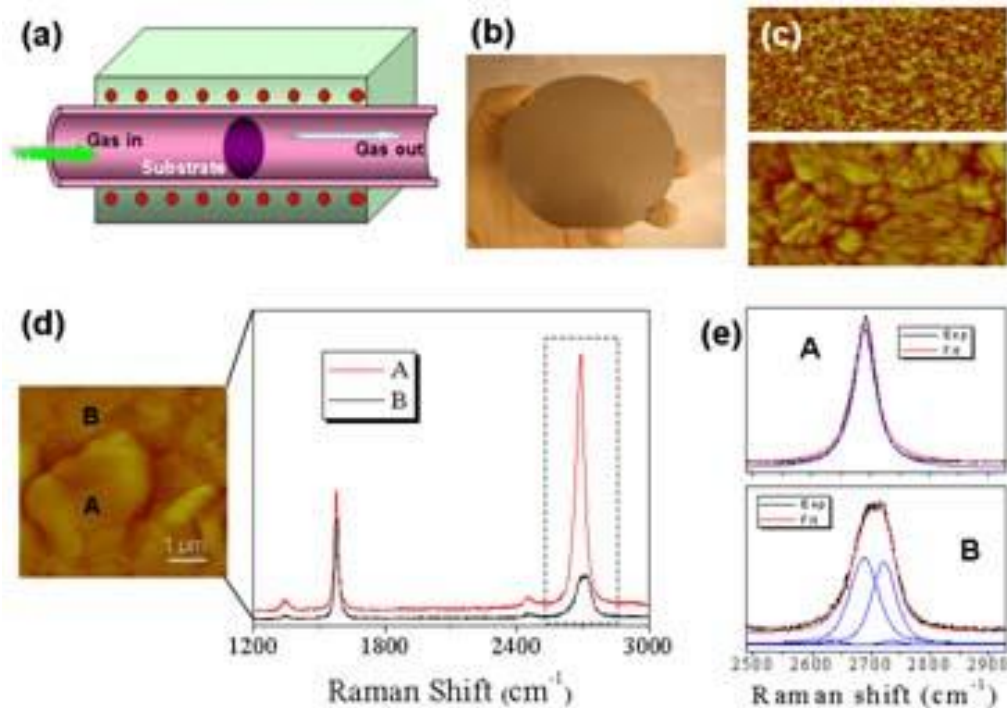 (a)
Gas in
Substrate
Gas out
(b)
(c)
(d)
B
A
1 μm
A
B
1200
1800
2400
3000
Raman Shift (cm⁻¹)
(e)
A
Exp
Fit
Exp
Fit
B
2500
2600
2700
2800
2900
Raman shift (cm⁻¹)